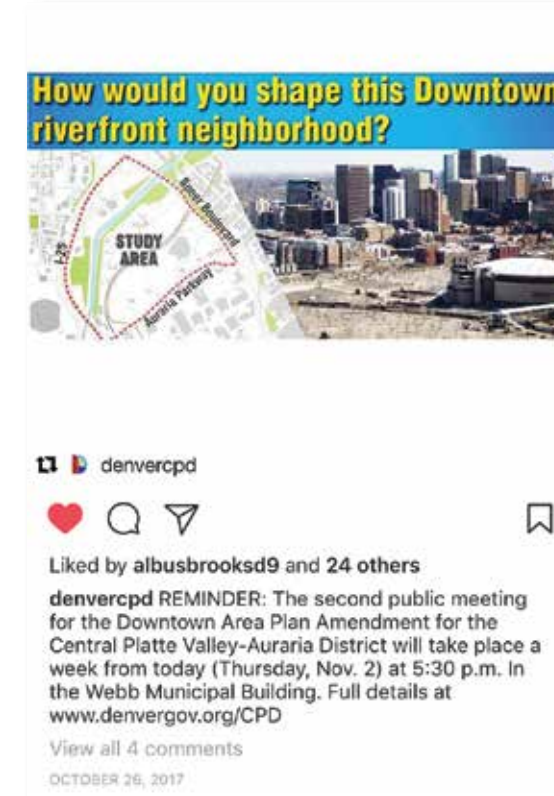 How would you shape this Downtown
riverfront neighborhood?
Speer Boulevard
STUDY
AREA
I-25
Auraria Parkway
denvercpd
Liked by albusbrooksd9 and 24 others
denvercpd REMINDER: The second public meeting
for the Downtown Area Plan Amendment for the
Central Platte Valley-Auraria District will take place a
week from today (Thursday, Nov. 2) at 5:30 p.m. In
the Webb Municipal Building. Full details at
www.denvergov.org/CPD
View all 4 comments
OCTOBER 26, 2017